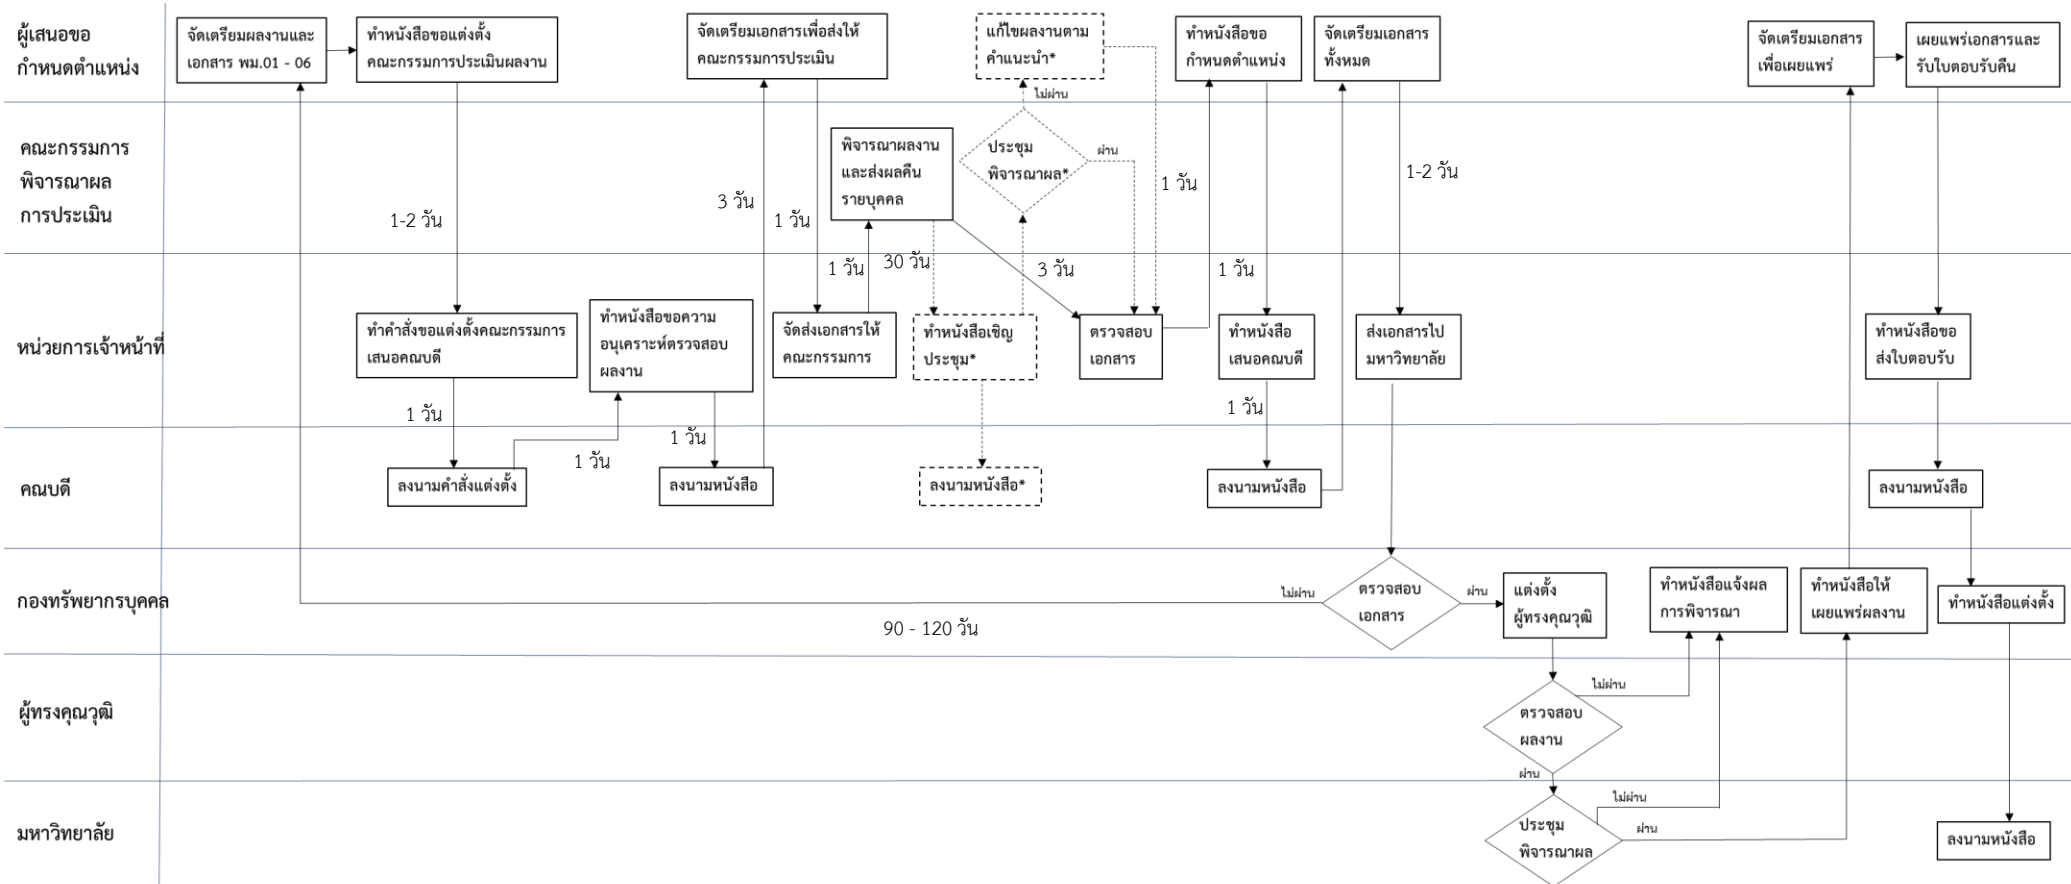 ผู้เสนอขอ
กำหนดตำแหน่ง
จัดเตรียมผลงานและ
เอกสาร พม.01 - 06
ทำหนังสือขอแต่งตั้ง
คณะกรรมการประเมินผลงาน
จัดเตรียมเอกสารเพื่อส่งให้
คณะกรรมการประเมิน
แก้ไขผลงานตาม
คำแนะนำ*
ทำหนังสือขอ
กำหนดตำแหน่ง
จัดเตรียมเอกสาร
ทั้งหมด
จัดเตรียมเอกสาร
เพื่อเผยแพร่
เผยแพร่เอกสารและ
รับใบตอบรับคืน
ไม่ผ่าน
คณะกรรมการ
พิจารณาผล
การประเมิน
พิจารณาผลงาน
และส่งผลคืน
รายบุคคล
ประชุม
พิจารณาผล*
ผ่าน
1-2 วัน
3 วัน
1 วัน
1 วัน
1-2 วัน
1 วัน
30 วัน
3 วัน
1 วัน
หน่วยการเจ้าหน้าที่
ทำคำสั่งขอแต่งตั้งคณะกรรมการ
เสนอคณบดี
ทำหนังสือขอความ
อนุเคราะห์ตรวจสอบ
ผลงาน
จัดส่งเอกสารให้
คณะกรรมการ
ทำหนังสือเชิญ
ประชุม*
ตรวจสอบ
เอกสาร
ทำหนังสือ
เสนอคณบดี
ส่งเอกสารไป
มหาวิทยาลัย
ทำหนังสือขอ
ส่งใบตอบรับ
1 วัน
1 วัน
1 วัน
1 วัน
คณบดี
ลงนามคำสั่งแต่งตั้ง
ลงนามหนังสือ
ลงนามหนังสือ*
ลงนามหนังสือ
ลงนามหนังสือ
กองทรัพยากรบุคคล
ไม่ผ่าน
ตรวจสอบ
เอกสาร
ผ่าน
แต่งตั้ง
ผู้ทรงคุณวุฒิ
ทำหนังสือแจ้งผล
การพิจารณา
ทำหนังสือให้
เผยแพร่ผลงาน
ทำหนังสือแต่งตั้ง
90 - 120 วัน
ผู้ทรงคุณวุฒิ
ไม่ผ่าน
ตรวจสอบ
ผลงาน
ผ่าน
มหาวิทยาลัย
ไม่ผ่าน
ประชุม
พิจารณาผล
ผ่าน
ลงนามหนังสือ